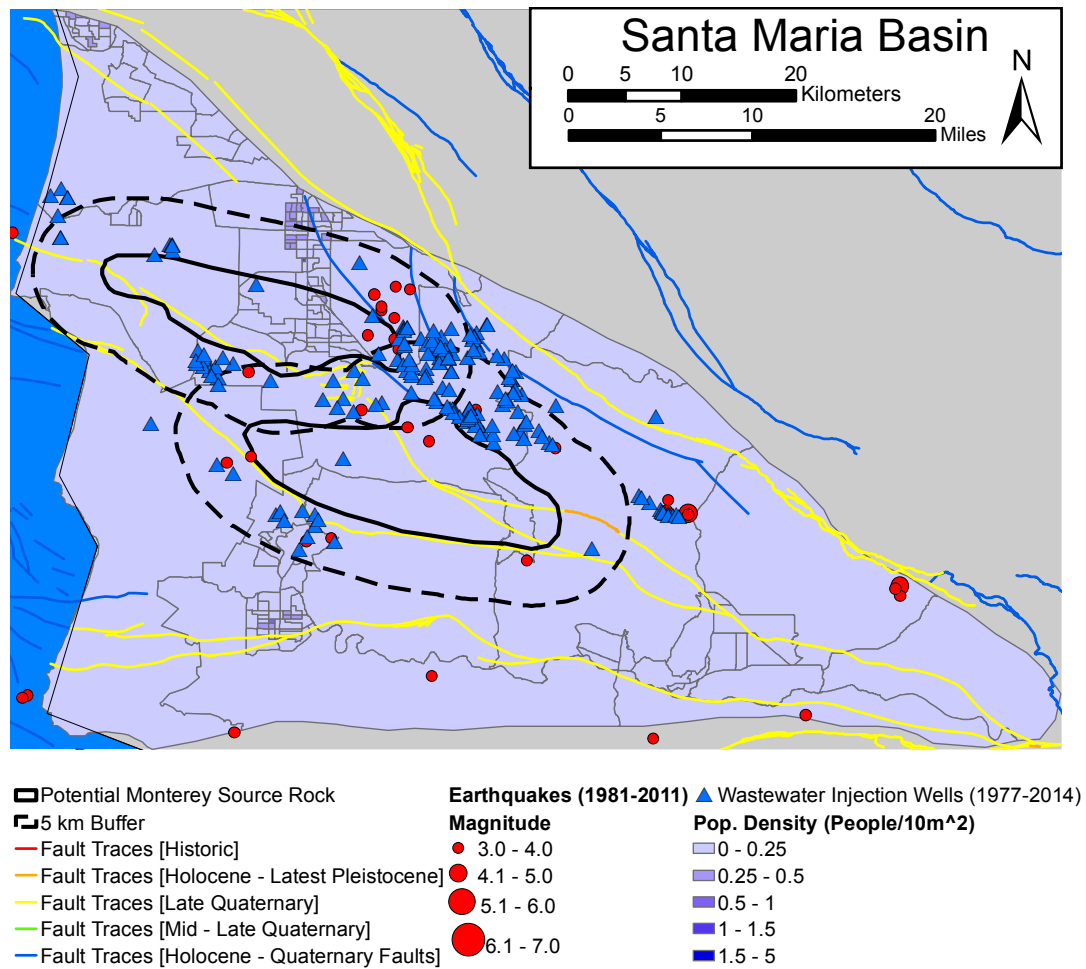 Santa Maria Basin
N
0 5 10 20
Kilometers
0 5 10 20
Miles
Potential Monterey Source Rock
5 km Buffer
Fault Traces [Historic]
Fault Traces [Holocene - Latest Pleistocene]
Fault Traces [Late Quaternary]
Fault Traces [Mid - Late Quaternary]
Fault Traces [Holocene - Quaternary Faults]
Earthquakes (1981-2011)
Magnitude
3.0 - 4.0
4.1 - 5.0
5.1 - 6.0
6.1 - 7.0
Wastewater Injection Wells (1977-2014)
Pop. Density (People/10m^2)
0 - 0.25
0.25 - 0.5
0.5 - 1
1 - 1.5
1.5 - 5